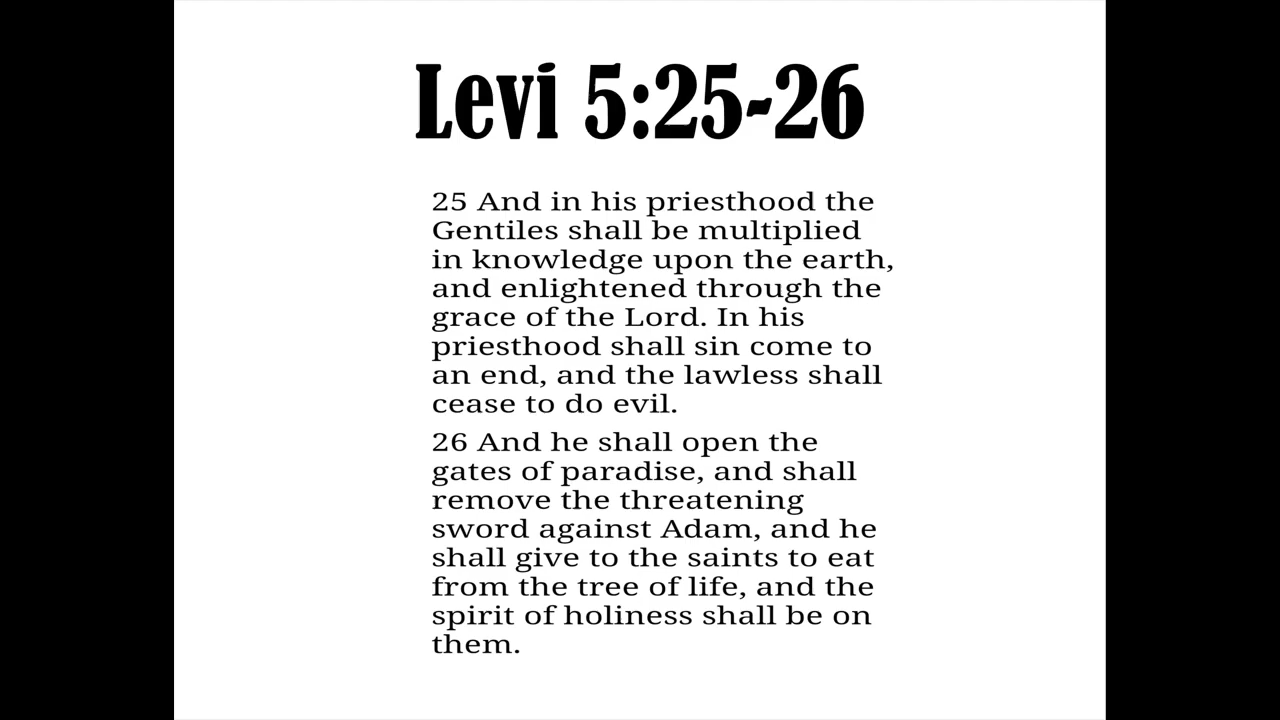 Levi 5:25-26
25 And in his priesthood the
Gentiles shall be multiplied
in knowledge upon the earth,
and enlightened through the
grace of the Lord. In his
priesthood shall sin come to
an end, and the lawless shall
cease to do evil.
26 And he shall open the
gates of paradise, and shall
remove the threatening
sword against Adam, and he
shall give to the saints to eat
from the tree of life, and the
spirit of holiness shall be on
them.